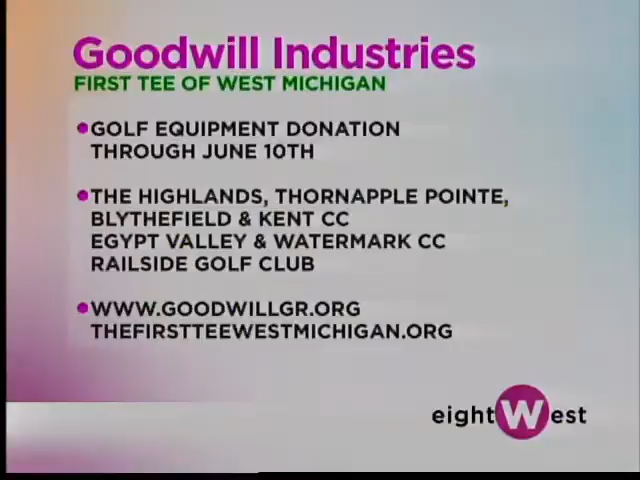 Goodwill Industries
FIRST TEE OF WEST MICHIGAN
GOLF EQUIPMENT DONATION
THROUGH JUNE 10TH
THE HIGHLANDS, THORNAPPLE POINTE,
BLYTHEFIELD & KENT CC
EGYPT VALLEY & WATERMARK CC
RAILSIDE GOLF CLUB
WWW.GOODWILLGR.ORG
THEFIRSTTEEWESTMICHIGAN.ORG
eightWest